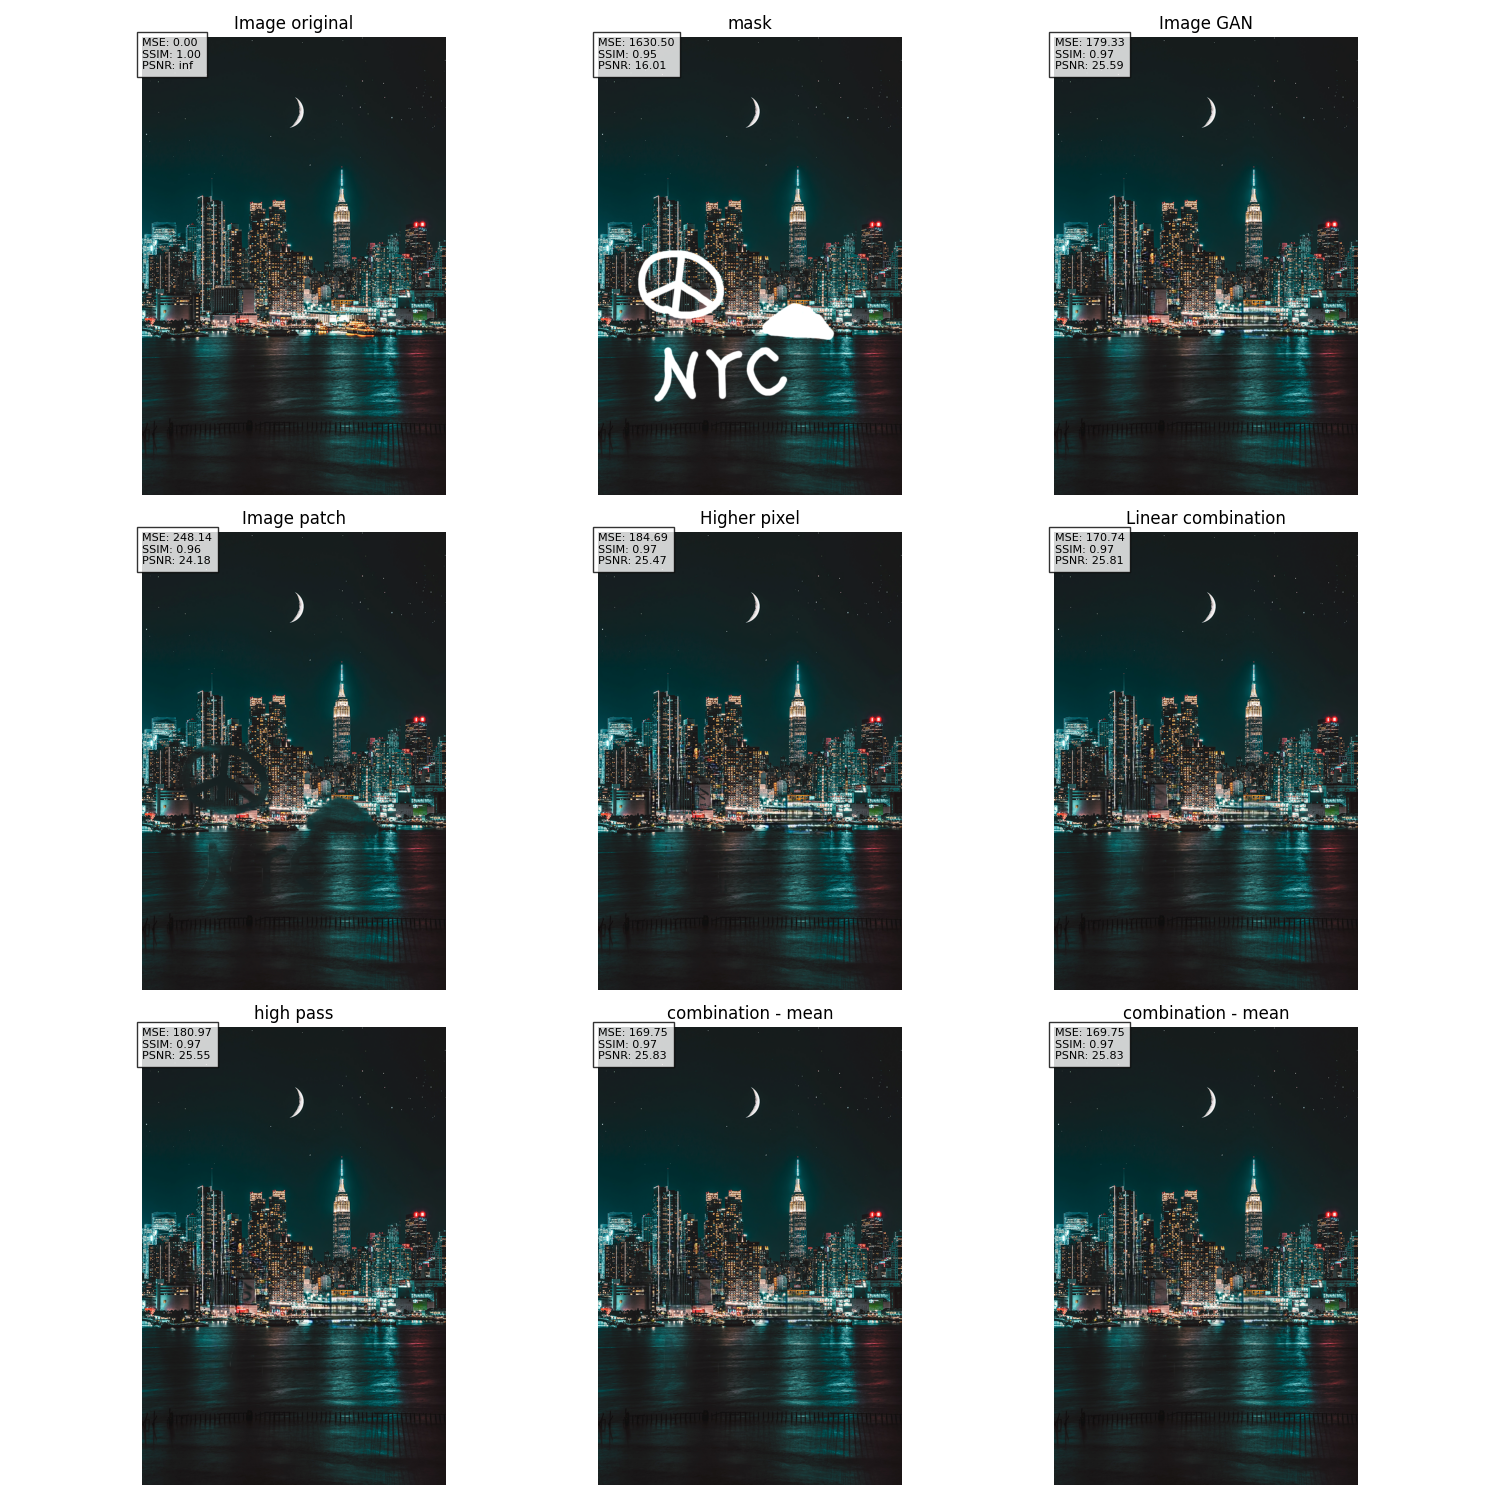 Image original
MSE: 0.00
SSIM: 1.00
PSNR: inf
mask
MSE: 1630.50
SSIM: 0.95
PSNR: 16.01
NYC
Image GAN
MSE: 179.33
SSIM: 0.97
PSNR: 25.59
Image patch
MSE: 248.14
SSIM: 0.96
PSNR: 24.18
Higher pixel
MSE: 184.69
SSIM: 0.97
PSNR: 25.47
Linear combination
MSE: 170.74
SSIM: 0.97
PSNR: 25.81
high pass
MSE: 180.97
SSIM: 0.97
PSNR: 25.55
combination - mean
MSE: 169.75
SSIM: 0.97
PSNR: 25.83
combination - mean
MSE: 169.75
SSIM: 0.97
PSNR: 25.83